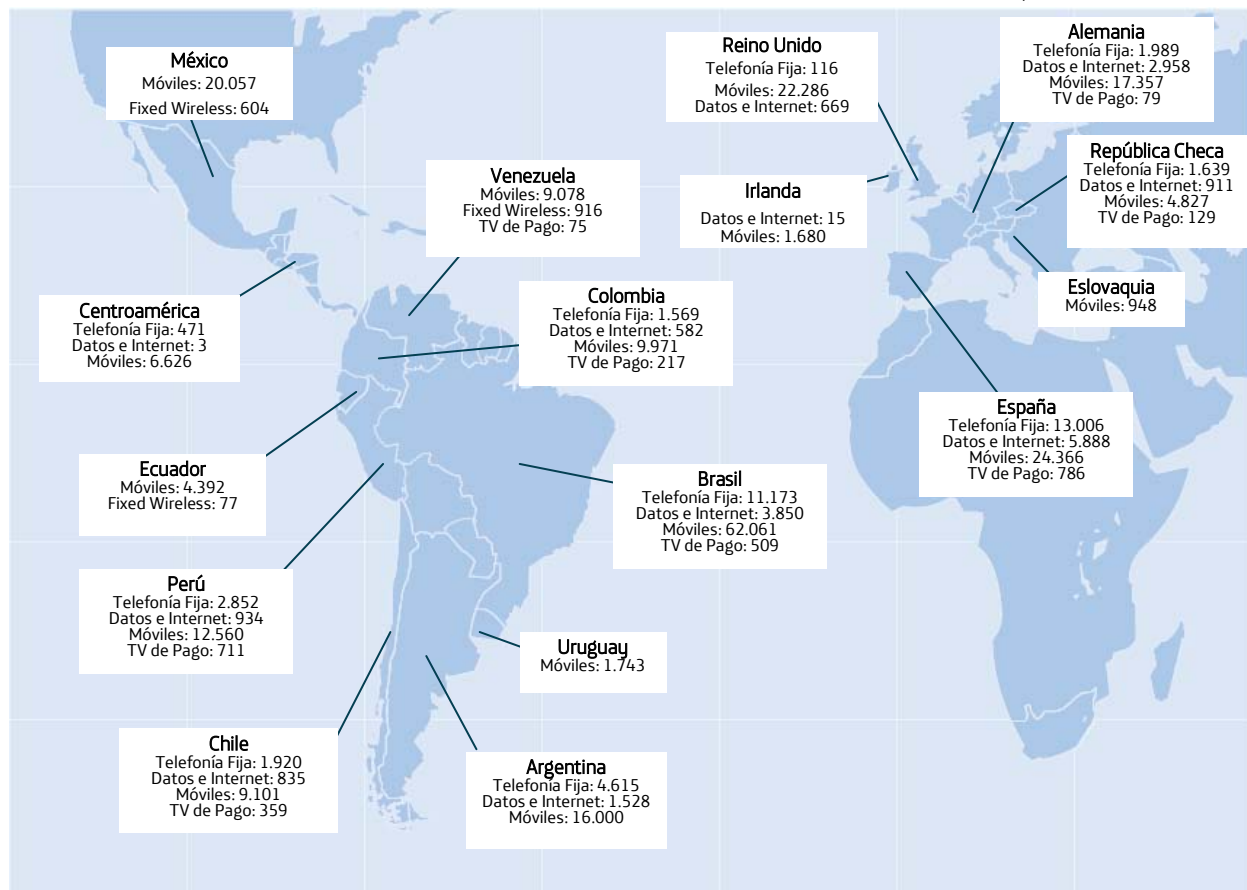 México
Móviles: 20.057
Fixed Wireless: 604
Reino Unido
Telefonía Fija: 116
Móviles: 22.286
Datos e Internet: 669
Alemania
Telefonía Fija: 1.989
Datos e Internet: 2.958
Móviles: 17.357
TV de Pago: 79
República Checa
Telefonía Fija: 1.639
Datos e Internet: 911
Móviles: 4.827
TV de Pago: 129
Venezuela
Móviles: 9.078
Fixed Wireless: 916
TV de Pago: 75
Irlanda
Datos e Internet: 15
Móviles: 1.680
Eslovaquia
Móviles: 948
Centroamérica
Telefonía Fija: 471
Datos e Internet: 3
Móviles: 6.626
Colombia
Telefonía Fija: 1.569
Datos e Internet: 582
Móviles: 9.971
TV de Pago: 217
España
Telefonía Fija: 13.006
Datos e Internet: 5.888
Móviles: 24.366
TV de Pago: 786
Ecuador
Móviles: 4.392
Fixed Wireless: 77
Brasil
Telefonía Fija: 11.173
Datos e Internet: 3.850
Móviles: 62.061
TV de Pago: 509
Perú
Telefonía Fija: 2.852
Datos e Internet: 934
Móviles: 12.560
TV de Pago: 711
Uruguay
Móviles: 1.743
Chile
Telefonía Fija: 1.920
Datos e Internet: 835
Móviles: 9.101
TV de Pago: 359
Argentina
Telefonía Fija: 4.615
Datos e Internet: 1.528
Móviles: 16.000